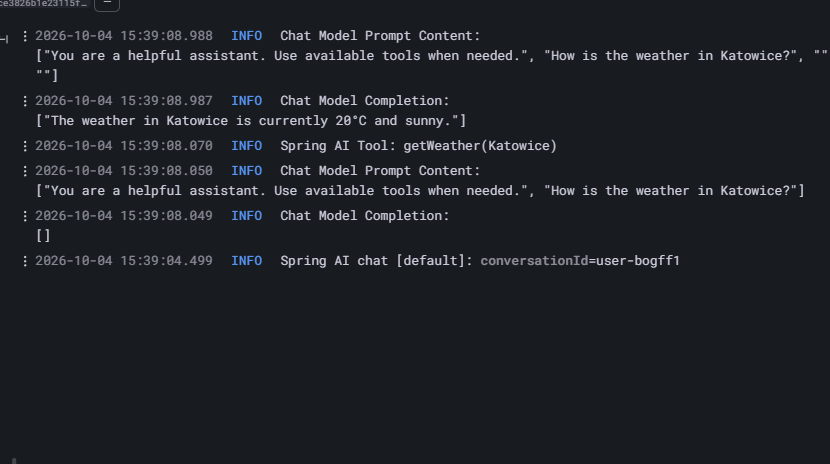 ce3826b1e23115f…
2026-10-04 15:39:08.988 INFO Chat Model Prompt Content:
["You are a helpful assistant. Use available tools when needed.", "How is the weather in Katowice?", ""
""]
2026-10-04 15:39:08.987 INFO Chat Model Completion:
["The weather in Katowice is currently 20°C and sunny."]
2026-10-04 15:39:08.070 INFO Spring AI Tool: getWeather(Katowice)
2026-10-04 15:39:08.050 INFO Chat Model Prompt Content:
["You are a helpful assistant. Use available tools when needed.", "How is the weather in Katowice?"]
2026-10-04 15:39:08.049 INFO Chat Model Completion:
[]
2026-10-04 15:39:04.499 INFO Spring AI chat [default]: conversationId=user-bogff1